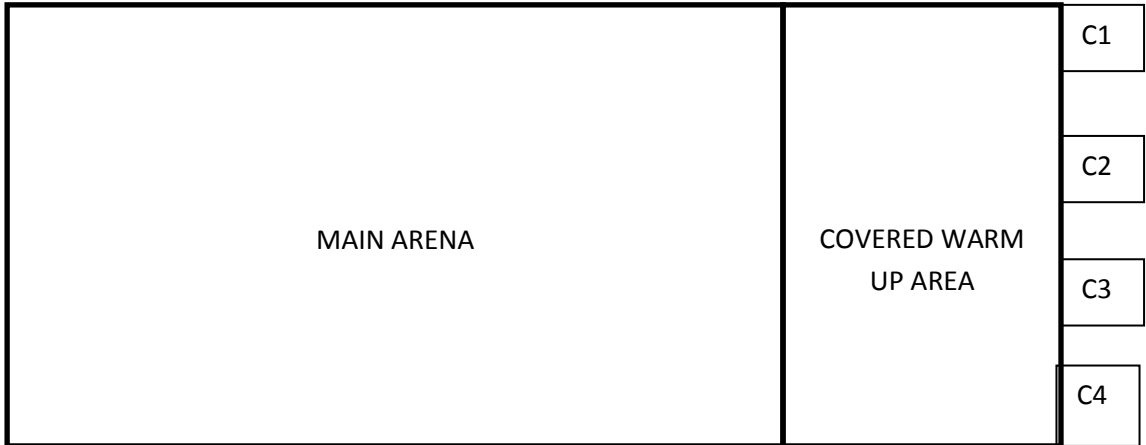 C1
C2
MAIN ARENA
COVERED WARM
UP AREA
C3
C4